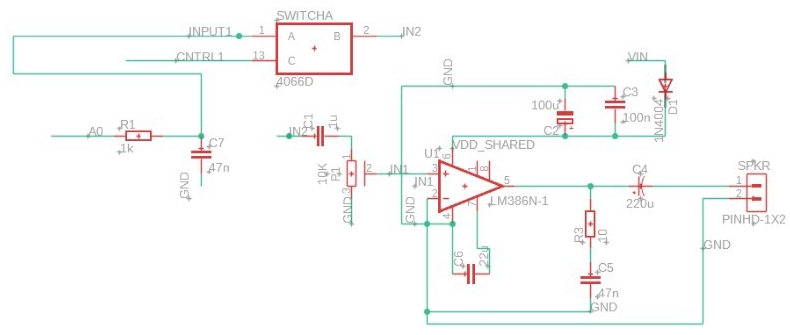 SWITCHA
INPUT1
1
A
B
2
IN2
CNTRL1
13
C
4066D
GND
VIN
100u
C3
100n
C2
1N4004
D1
A0
R1
1k
C7
47n
GND
IN2
C1
1u
10K
P1
1
2
3
GND
IN1
IN1
GND
U1
VDD_SHARED
6
1
8
3
2
5
4
7
LM386N-1
C4
220u
SPKR
1
2
PINHD-1X2
C6
22u
R3
10
C5
47n
GND
GND